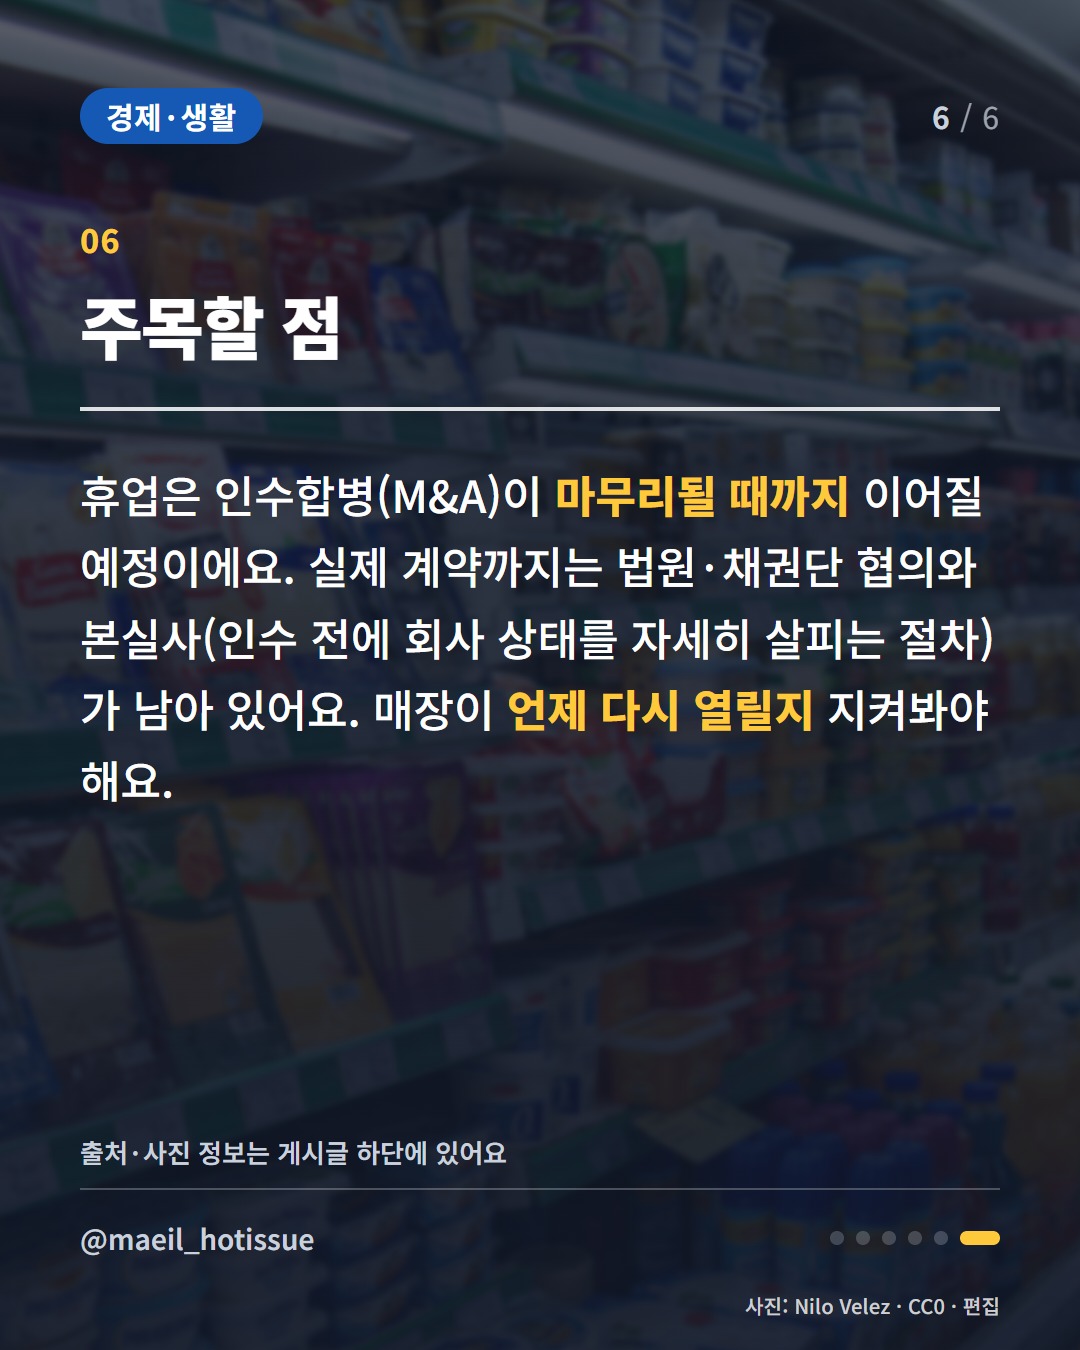 경제·생활
6 / 6
06
주목할 점
휴업은 인수합병(M&A)이 마무리될 때까지 이어질
예정이에요. 실제 계약까지는 법원·채권단 협의와
본실사(인수 전에 회사 상태를 자세히 살피는 절차)
가 남아 있어요. 매장이 언제 다시 열릴지 지켜봐야
해요.
출처·사진 정보는 게시글 하단에 있어요
@maeil_hotissue
사진: Nilo Velez · CC0 · 편집